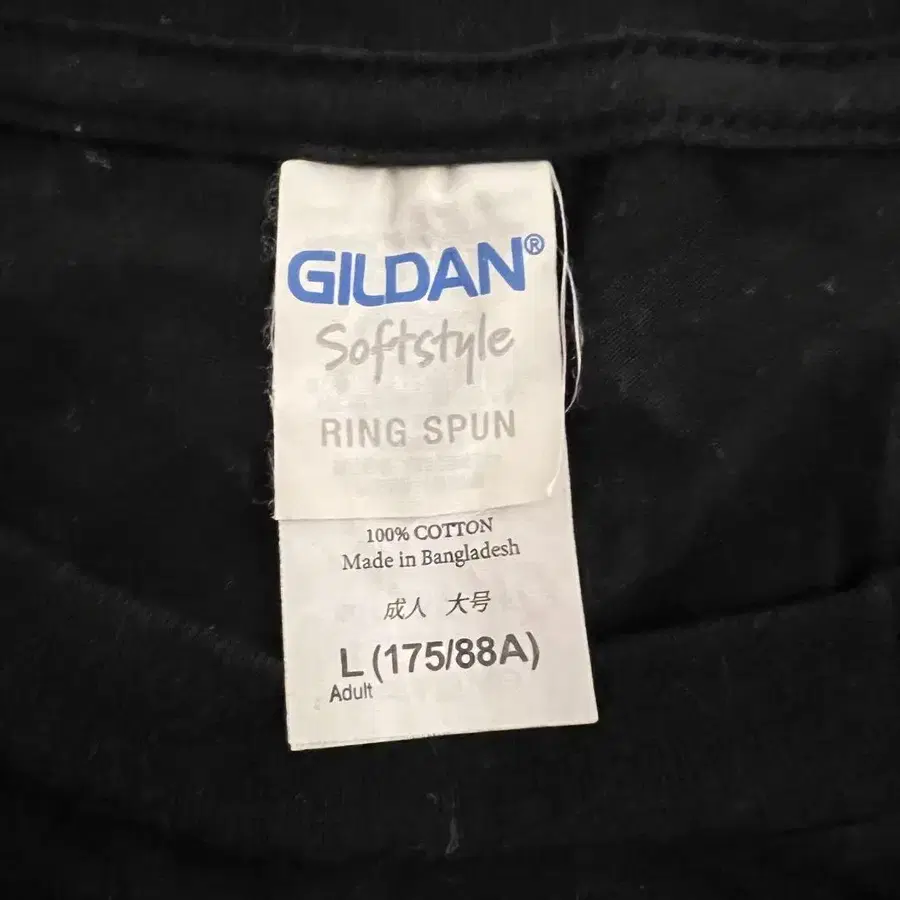 GILDAN®
Softstyle
RING SPUN
100% COTTON
Made in Bangladesh
成人 大号
L (175/88A)
Adult